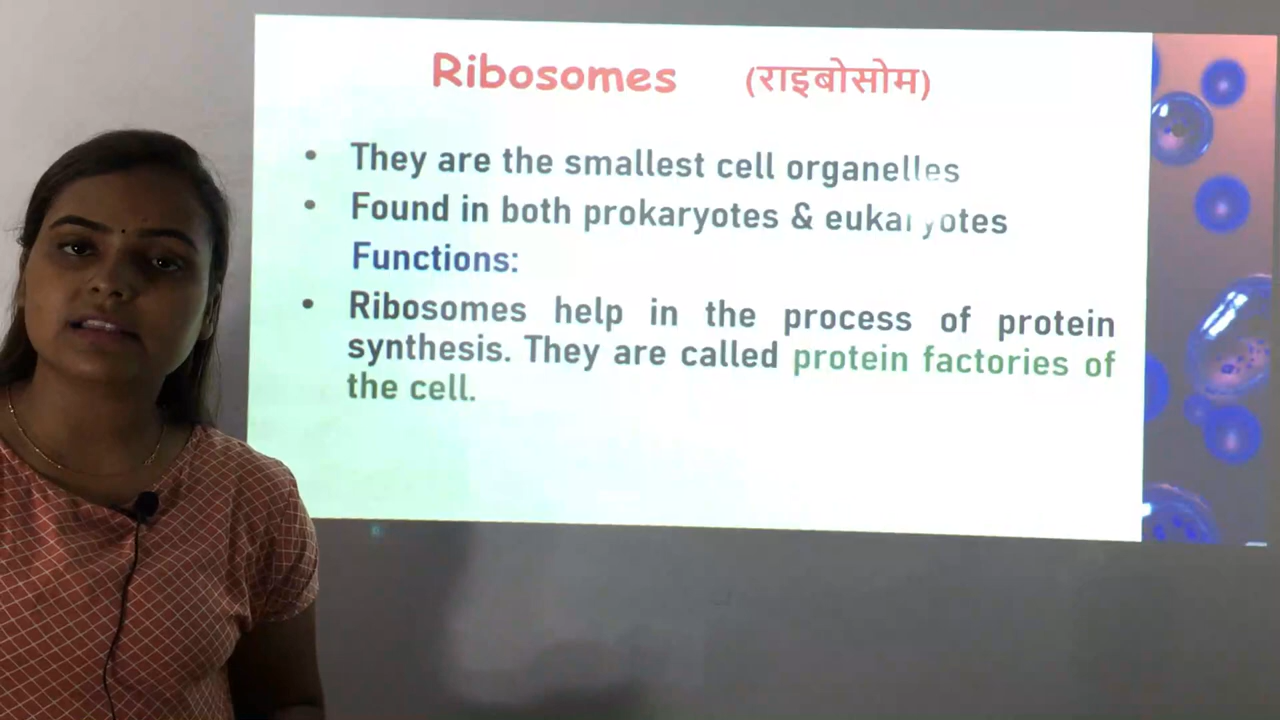 Ribosomes (राइबोसोम)
• They are the smallest cell organelles
• Found in both prokaryotes & eukaryotes
Functions:
• Ribosomes help in the process of protein
synthesis. They are called protein factories of
the cell.